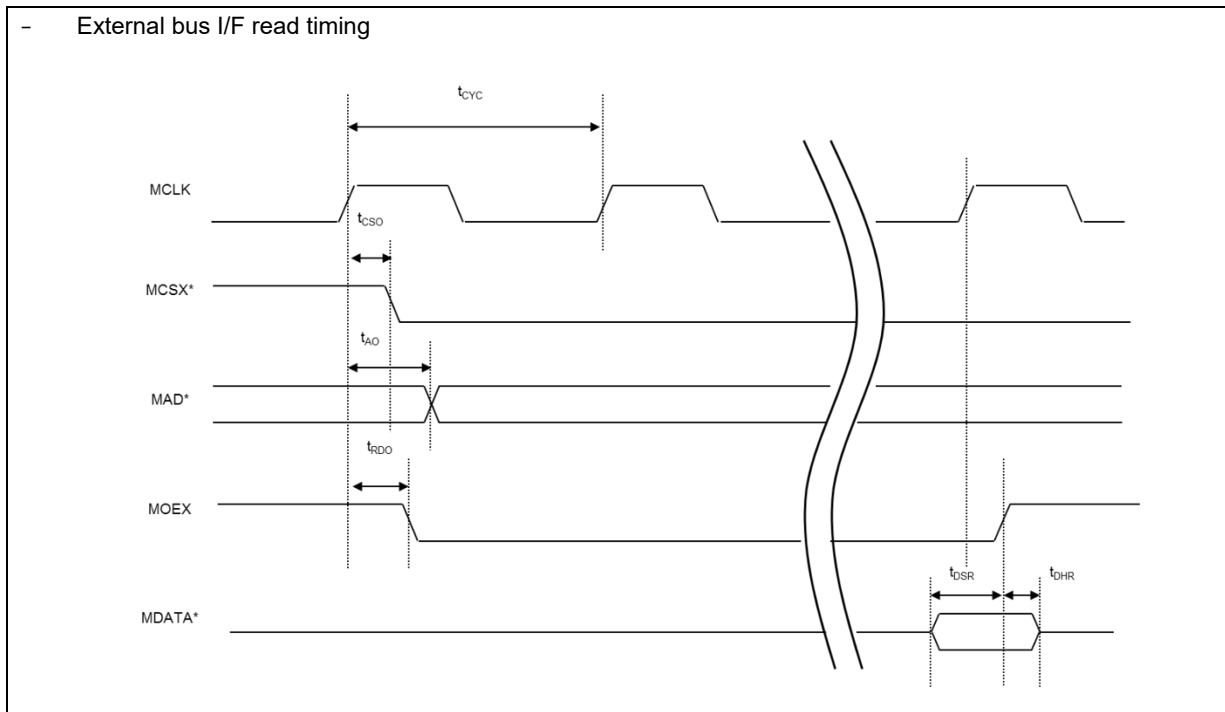 – External bus I/F read timing
tCYC
MCLK
tCSO
MCSX*
tAO
MAD*
tRDO
MOEX
tDSR tDHR
MDATA*